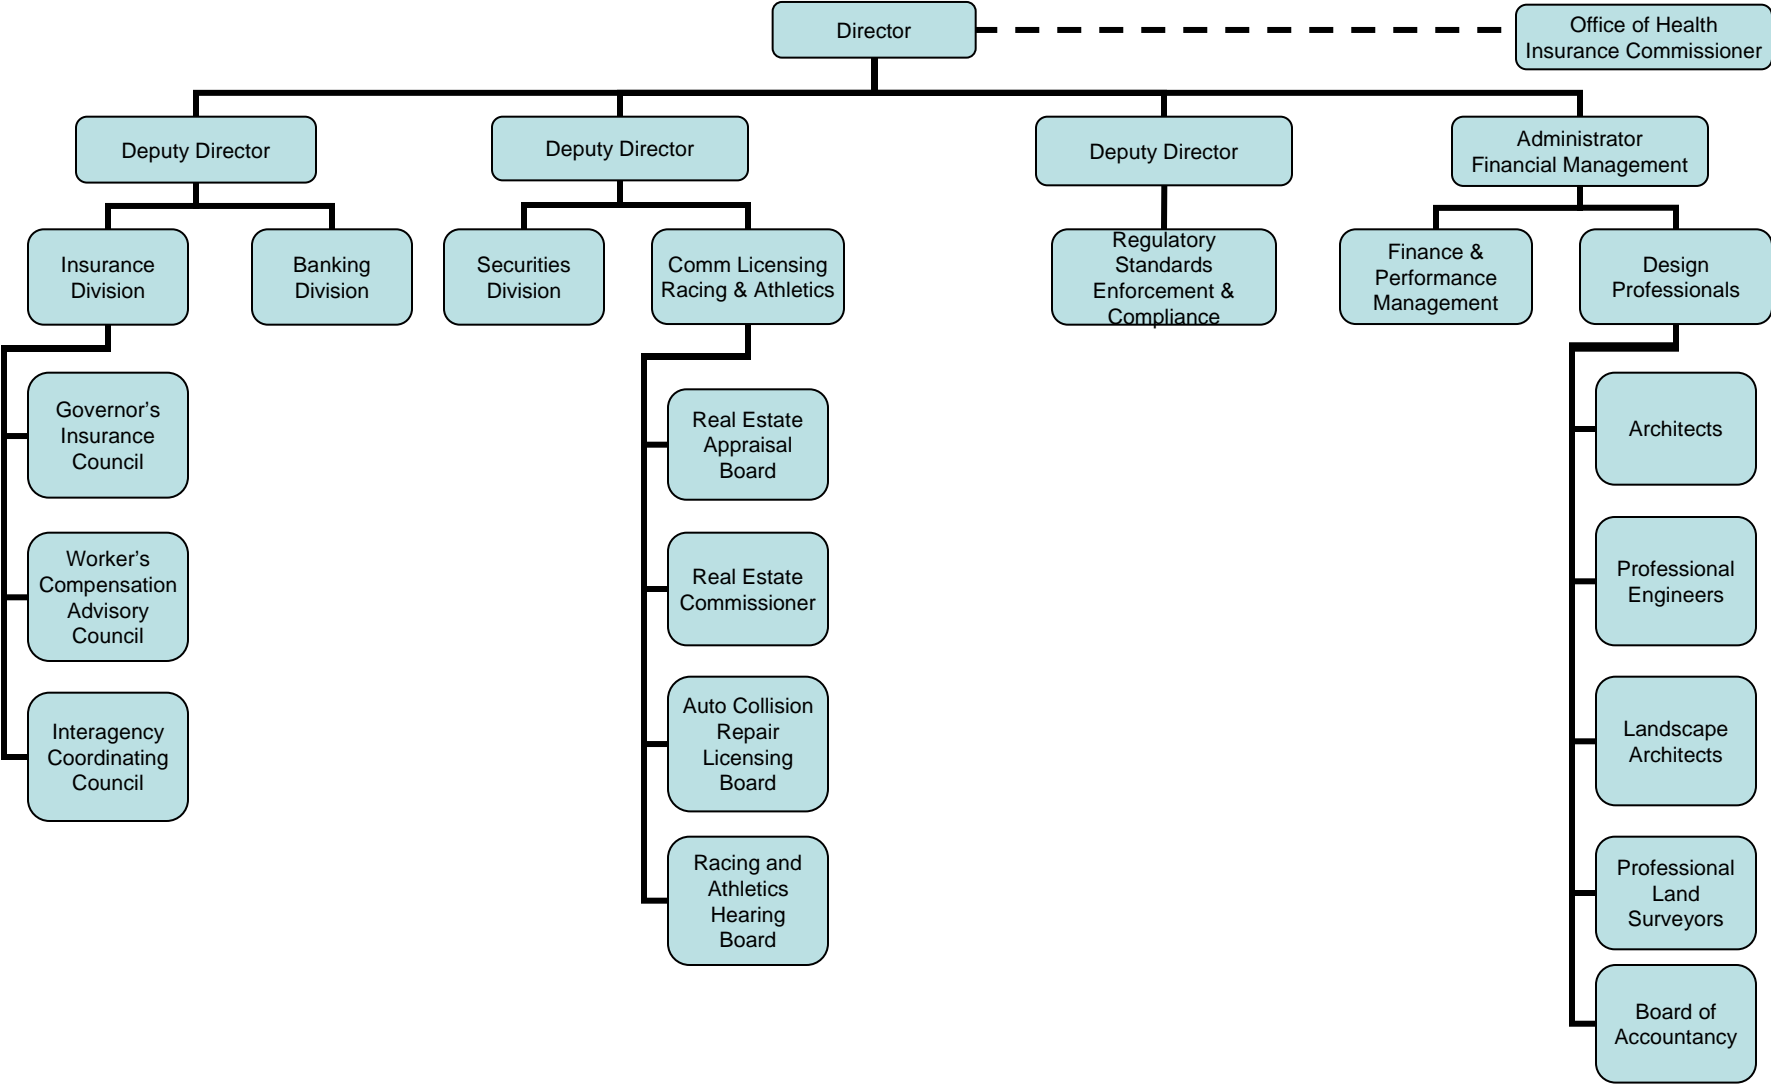 Director
Office of Health
Insurance Commissioner
Deputy Director
Deputy Director
Deputy Director
Administrator
Financial Management
Insurance
Division
Banking
Division
Securities
Division
Comm Licensing
Racing & Athletics
Regulatory
Standards
Enforcement &
Compliance
Finance &
Performance
Management
Design
Professionals
Governor’s
Insurance
Council
Worker’s
Compensation
Advisory
Council
Interagency
Coordinating
Council
Real Estate
Appraisal
Board
Real Estate
Commissioner
Auto Collision
Repair
Licensing
Board
Racing and
Athletics
Hearing
Board
Architects
Professional
Engineers
Landscape
Architects
Professional
Land
Surveyors
Board of
Accountancy